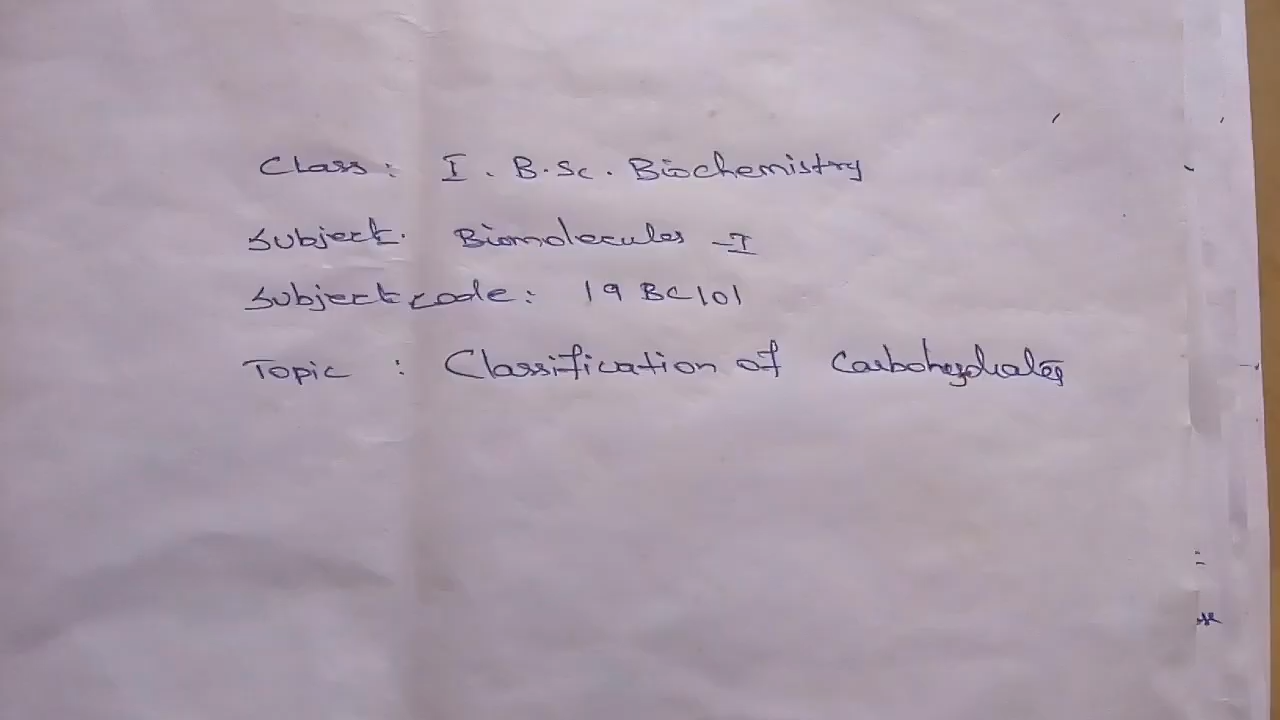 Class: I. B.Sc. Biochemistry
Subject. Biomolecules -I
Subject code: 19 BC101
Topic : Classification of Carbohydrates